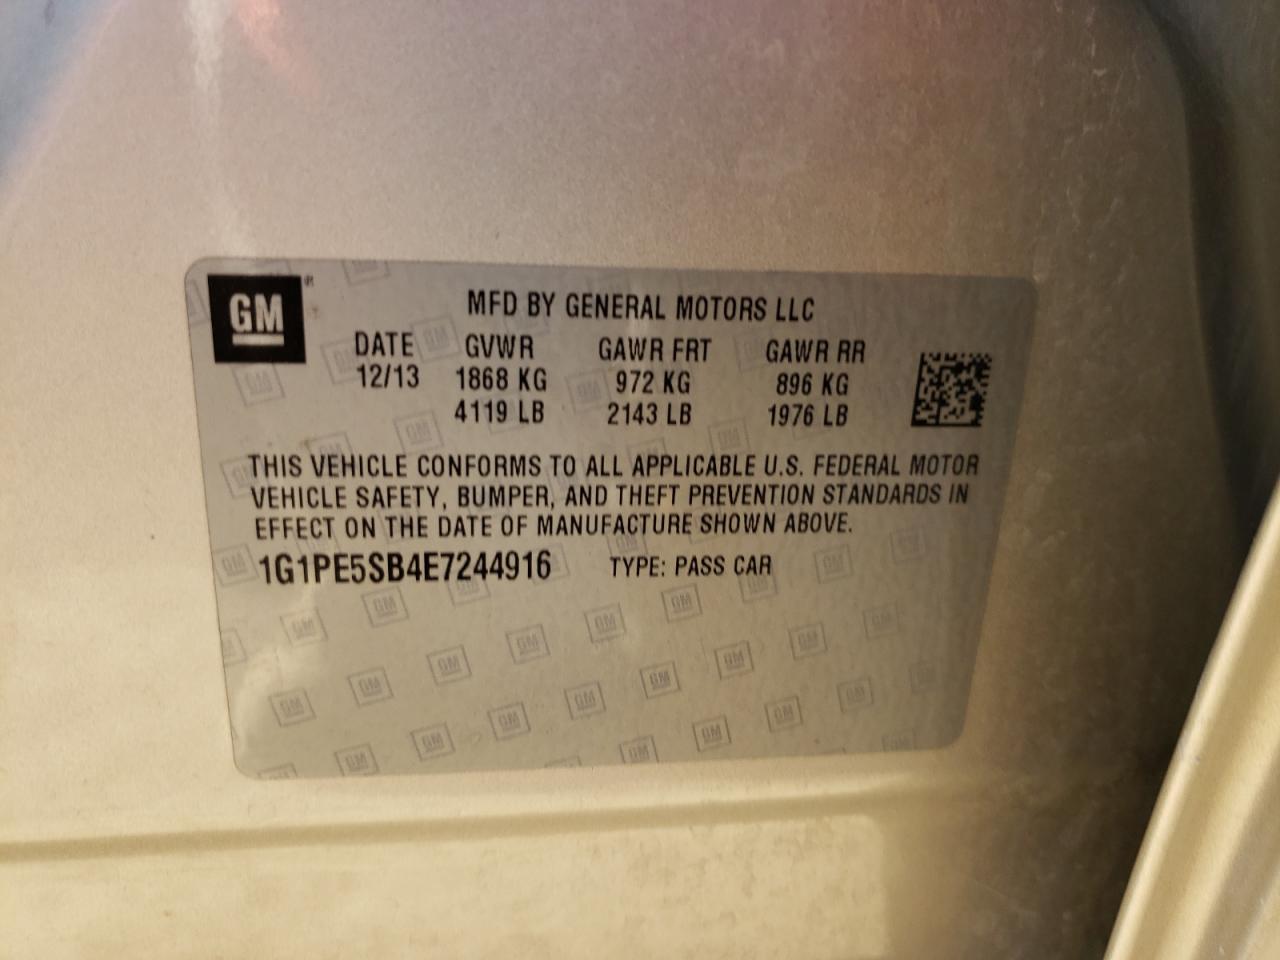 GM
MFD BY GENERAL MOTORS LLC
DATE GVWR GAWR FRT GAWR RR
12/13 1868 KG 972 KG 896 KG
4119 LB 2143 LB 1976 LB
THIS VEHICLE CONFORMS TO ALL APPLICABLE U.S. FEDERAL MOTOR
VEHICLE SAFETY, BUMPER, AND THEFT PREVENTION STANDARDS IN
EFFECT ON THE DATE OF MANUFACTURE SHOWN ABOVE.
1G1PE5SB4E7244916 TYPE: PASS CAR